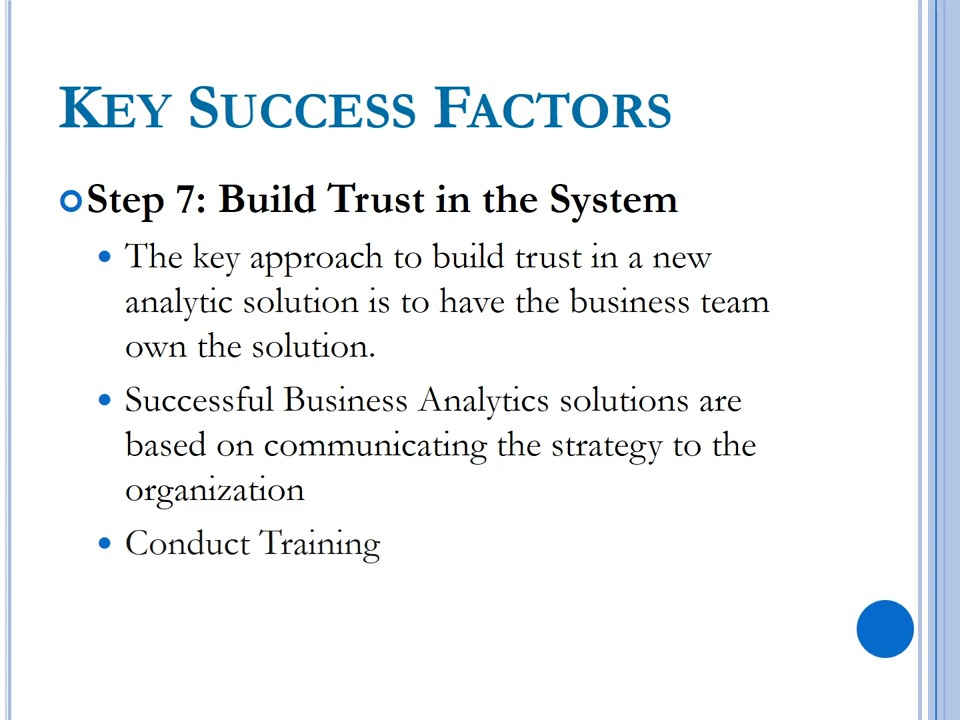 KEY SUCCESS FACTORS
Step 7: Build Trust in the System
The key approach to build trust in a new
analytic solution is to have the business team
own the solution.
Successful Business Analytics solutions are
based on communicating the strategy to the
organization
Conduct Training